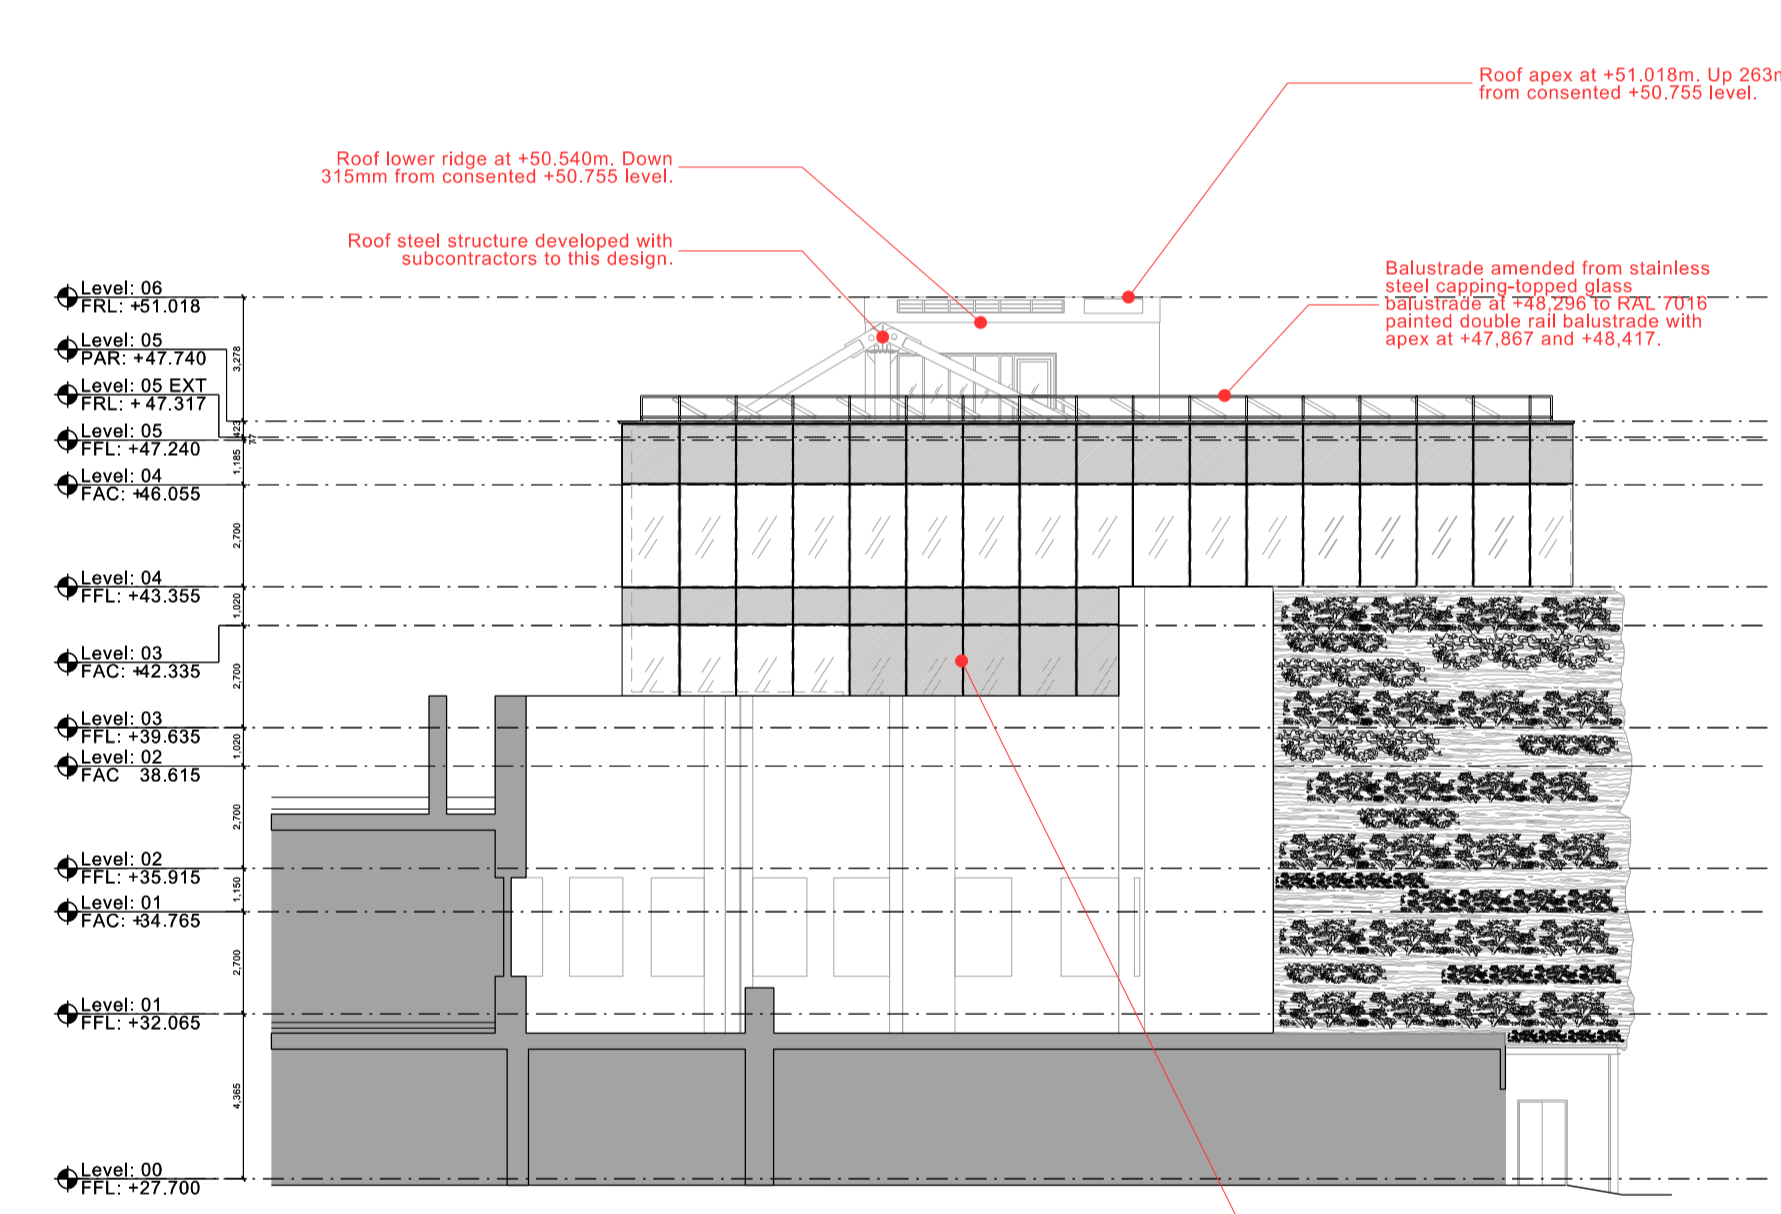 Roof apex at +51.018m. Up 263m
from consented +50.755 level.
Roof lower ridge at +50.540m. Down
315mm from consented +50.755 level.
Roof steel structure developed with
subcontractors to this design.
Balustrade amended from stainless
steel capping-topped glass
balustrade at +48,296 to RAL 7016
painted double rail balustrade with
apex at +47,867 and +48,417.
Level: 06
FRL: +51.018
Level: 05
PAR: +47.740
Level: 05 EXT
FRL: + 47.317
Level: 05
FFL: +47.240
Level: 04
FAC: +46.055
Level: 04
FFL: +43.355
Level: 03
FAC: +42.335
Level: 03
FFL: +39.635
Level: 02
FAC 38.615
Level: 02
FFL: +35.915
Level: 01
FAC: +34.765
Level: 01
FFL: +32.065
Level: 00
FFL: +27.700
3,278
423
77
1,185
2,700
1,020
2,700
1,020
2,700
1,150
2,700
4,365